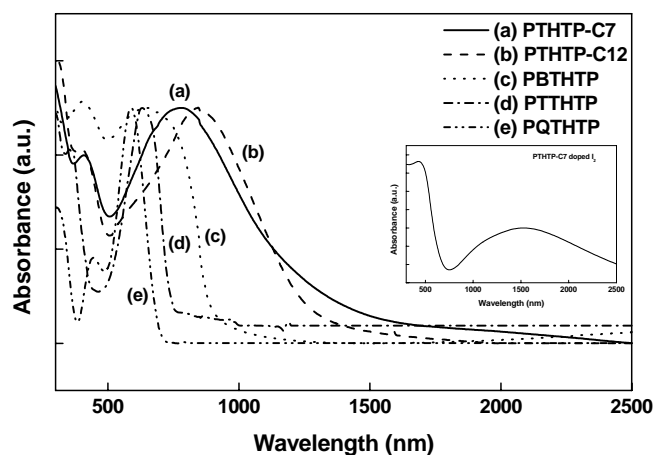 (a) PTHTP-C7
(b) PTHTP-C12
(c) PBTHTP
(d) PTTHTP
(e) PQTHTP
(a)
(b)
(c)
(d)
(e)
PTHTP-C7 doped I2
Absorbance (a.u.)
500 1000 1500 2000 2500
Wavelength (nm)
Absorbance (a.u.)
500 1000 1500 2000 2500
Wavelength (nm)